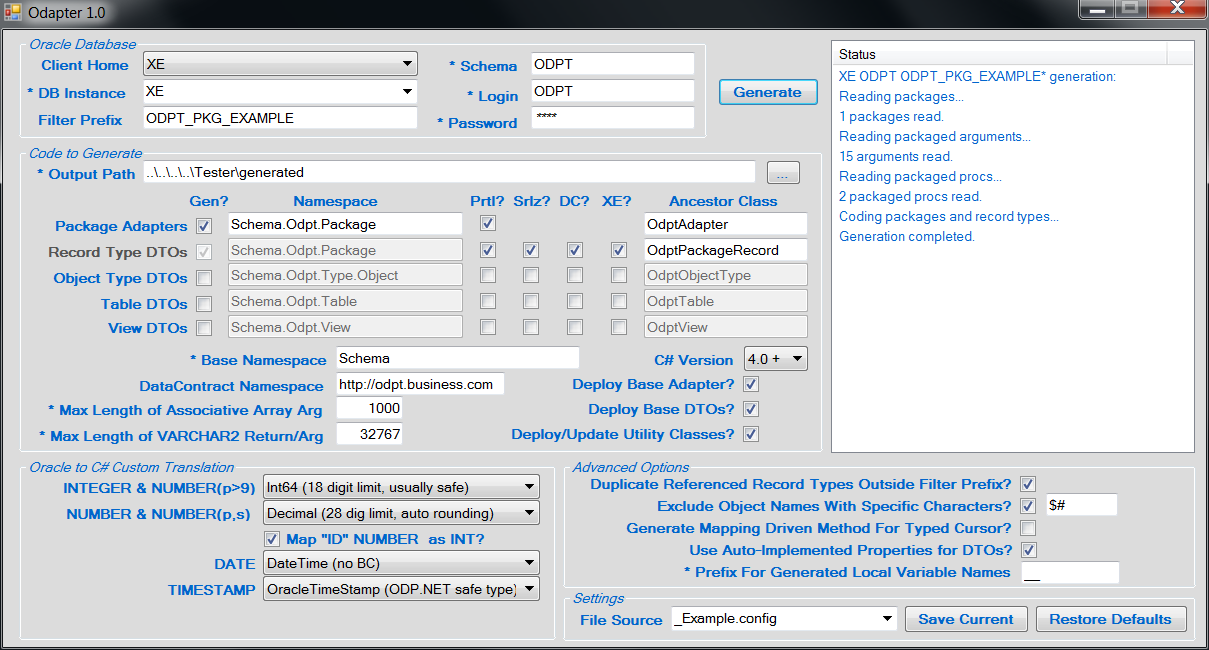 Odapter 1.0
Oracle Database
Client Home XE * Schema ODPT
* DB Instance XE * Login ODPT
Filter Prefix ODPT_PKG_EXAMPLE * Password ****
Generate
Code to Generate
* Output Path ..\..\..\..\Tester\generated ...
Gen? Namespace Prtl? Srlz? DC? XE? Ancestor Class
Package Adapters Schema.Odpt.Package OdptAdapter
Record Type DTOs Schema.Odpt.Package OdptPackageRecord
Object Type DTOs Schema.Odpt.Type.Object OdptObjectType
Table DTOs Schema.Odpt.Table OdptTable
View DTOs Schema.Odpt.View OdptView
* Base Namespace Schema C# Version 4.0 +
DataContract Namespace http://odpt.business.com Deploy Base Adapter?
* Max Length of Associative Array Arg 1000 Deploy Base DTOs?
* Max Length of VARCHAR2 Return/Arg 32767 Deploy/Update Utility Classes?
Status
XE ODPT ODPT_PKG_EXAMPLE* generation:
Reading packages...
1 packages read.
Reading packaged arguments...
15 arguments read.
Reading packaged procs...
2 packaged procs read.
Coding packages and record types...
Generation completed.
Oracle to C# Custom Translation
INTEGER & NUMBER(p>9) Int64 (18 digit limit, usually safe)
NUMBER & NUMBER(p,s) Decimal (28 dig limit, auto rounding)
Map "ID" NUMBER as INT?
DATE DateTime (no BC)
TIMESTAMP OracleTimeStamp (ODP.NET safe type)
Advanced Options
Duplicate Referenced Record Types Outside Filter Prefix?
Exclude Object Names With Specific Characters? $#
Generate Mapping Driven Method For Typed Cursor?
Use Auto-Implemented Properties for DTOs?
* Prefix For Generated Local Variable Names __
Settings
File Source _Example.config Save Current Restore Defaults